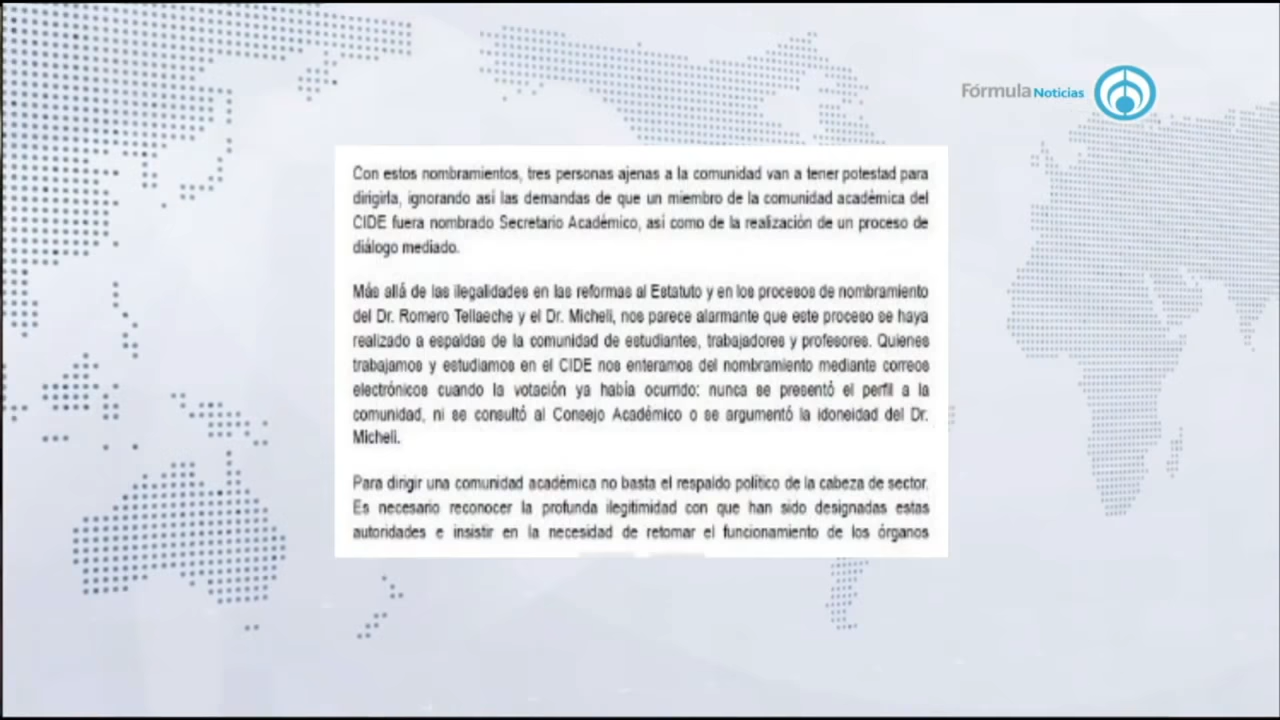 Fórmula Noticias
Con estos nombramientos, tres personas ajenas a la comunidad van a tener potestad para
dirigirla, ignorando así las demandas de que un miembro de la comunidad académica del
CIDE fuera nombrado Secretario Académico, así como de la realización de un proceso de
diálogo mediado.
Más allá de las ilegalidades en las reformas al Estatuto y en los procesos de nombramiento
del Dr. Romero Tellaeche y el Dr. Micheli, nos parece alarmante que este proceso se haya
realizado a espaldas de la comunidad de estudiantes, trabajadores y profesores. Quienes
trabajamos y estudiamos en el CIDE nos enteramos del nombramiento mediante correos
electrónicos cuando la votación ya había ocurrido: nunca se presentó el perfil a la
comunidad, ni se consultó al Consejo Académico o se argumentó la idoneidad del Dr.
Micheli.
Para dirigir una comunidad académica no basta el respaldo político de la cabeza de sector.
Es necesario reconocer la profunda ilegitimidad con que han sido designadas estas
autoridades e insistir en la necesidad de retomar el funcionamiento de los órganos